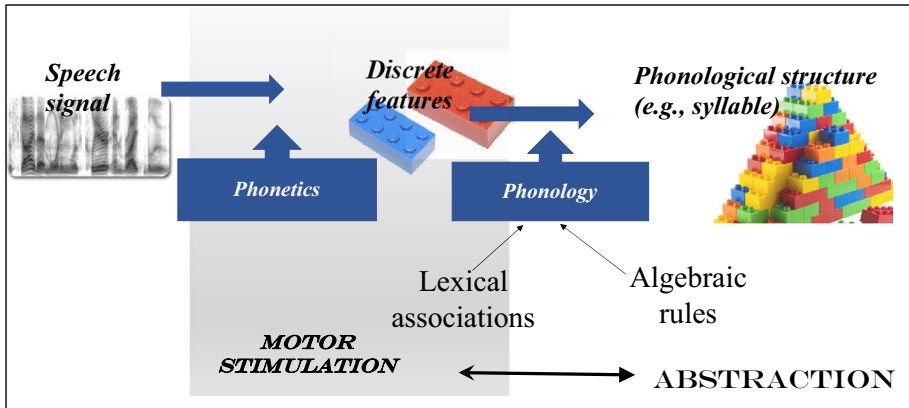 Speech
signal
Discrete
features
Phonological structure
(e.g., syllable)
Phonetics
Phonology
Lexical
associations
Algebraic
rules
MOTOR
STIMULATION
ABSTRACTION